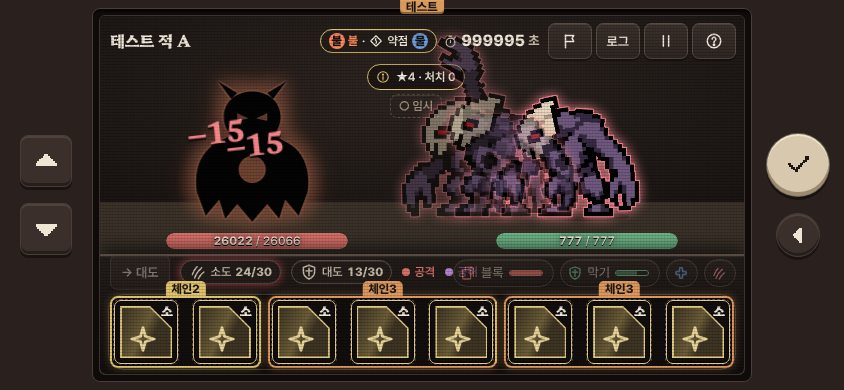 테스트
테스트 적 A
불 불 · 약점 물
999995 초
로그
★4 · 처치 0
임시
-15
-15
26022 / 26066
777 / 777
→ 대도
소도 24/30
대도 13/30
공격
블록
막기
체인2
체인3
체인3
소
소
소
소
소
소
소
소